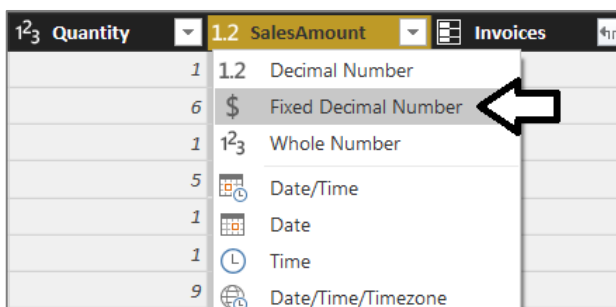 1²3 Quantity 1.2 SalesAmount Invoices
1 1.2 Decimal Number
6 $ Fixed Decimal Number
1 1²3 Whole Number
5 Date/Time
1 Date
1 Time
9 Date/Time/Timezone